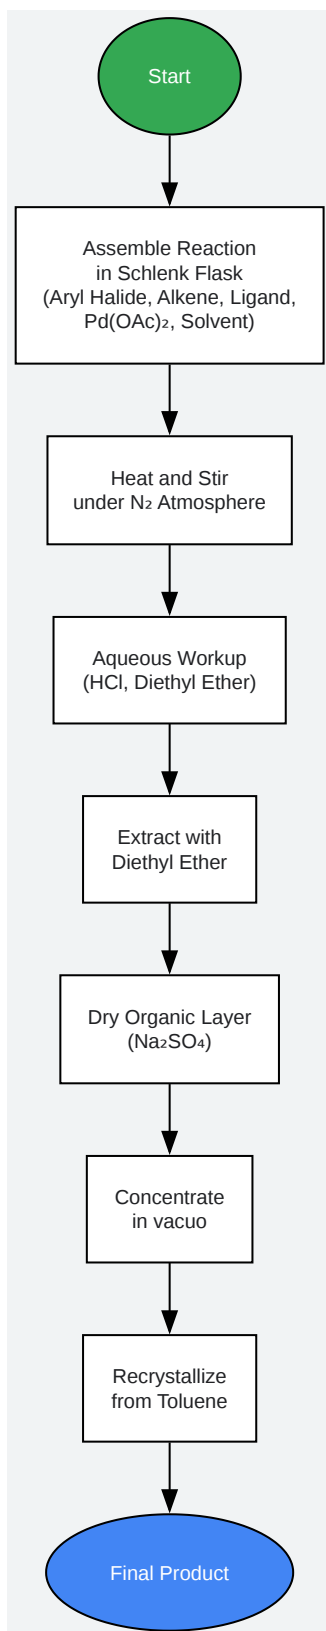 Start
Assemble Reaction
in Schlenk Flask
(Aryl Halide, Alkene, Ligand,
Pd(OAc)₂, Solvent)
Heat and Stir
under N₂ Atmosphere
Aqueous Workup
(HCl, Diethyl Ether)
Extract with
Diethyl Ether
Dry Organic Layer
(Na₂SO₄)
Concentrate
in vacuo
Recrystallize
from Toluene
Final Product